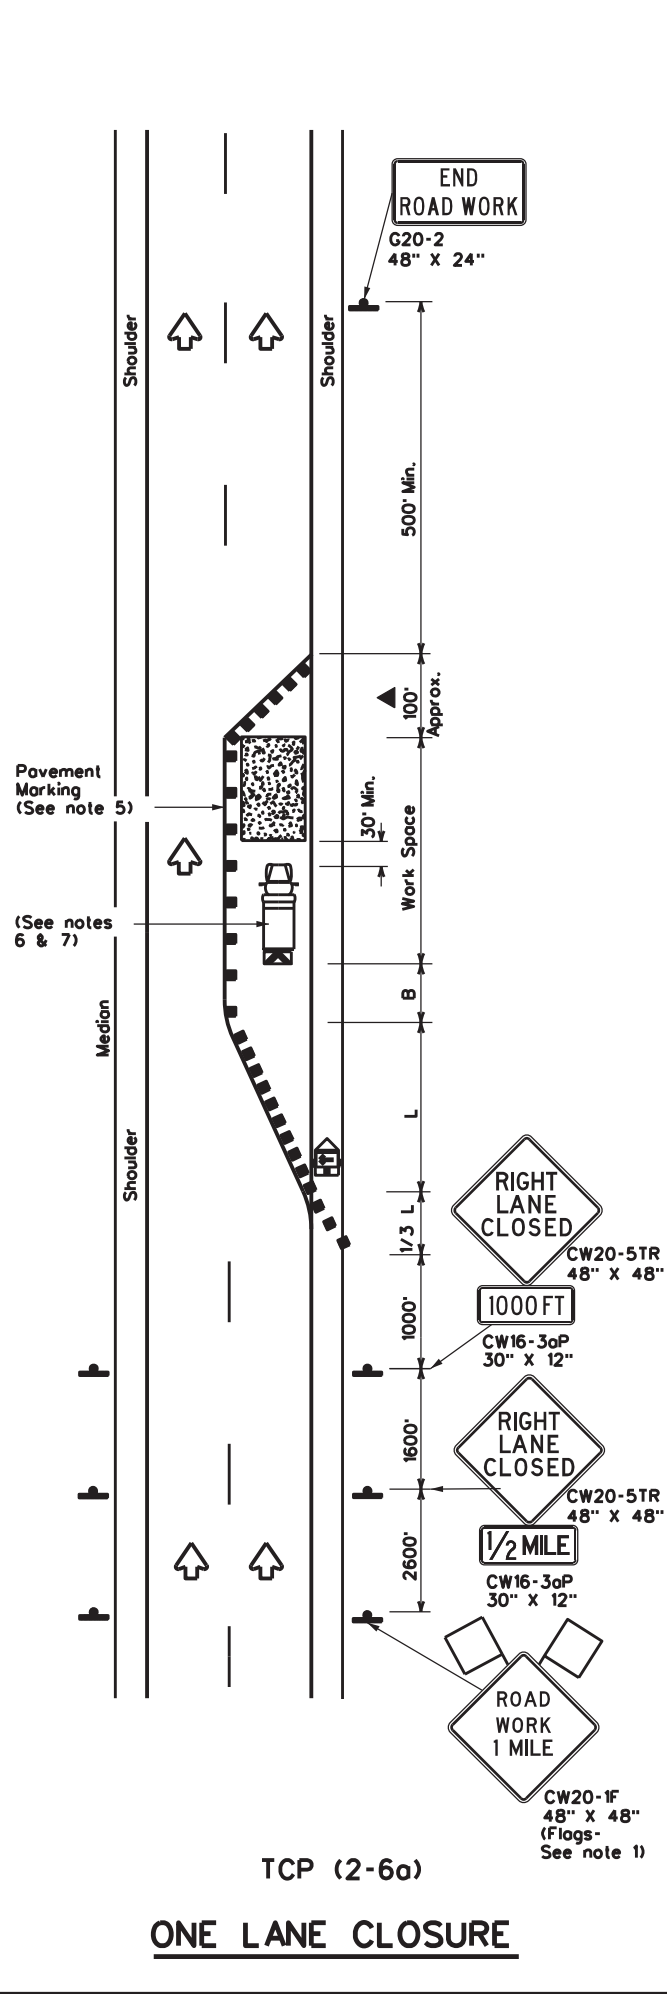 END
ROAD WORK
G20-2
48" X 24"
Shoulder
Shoulder
500' Min.
100'
Approx.
Pavement
Marking
(See note 5)
30' Min.
Work Space
(See notes
6 & 7)
B
Median
L
Shoulder
RIGHT
LANE
CLOSED
1/3 L
CW20-5TR
48" X 48"
1000 FT
1000'
CW16-3aP
30" X 12"
RIGHT
LANE
CLOSED
1600'
CW20-5TR
48" X 48"
1/2 MILE
2600'
CW16-3aP
30" X 12"
ROAD
WORK
1 MILE
CW20-1F
48" X 48"
(Flags-
See note 1)
TCP (2-6a)
ONE LANE CLOSURE